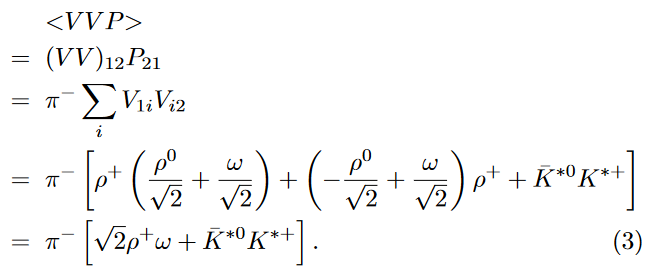 <VVP>
= (VV)₁₂P₂₁
= π⁻ ∑ᵢ V₁ᵢVᵢ₂
= π⁻ [ρ⁺ (ρ⁰/√2 + ω/√2) + (−ρ⁰/√2 + ω/√2) ρ⁺ + K̄*⁰K*⁺]
= π⁻ [√2ρ⁺ω + K̄*⁰K*⁺] . (3)